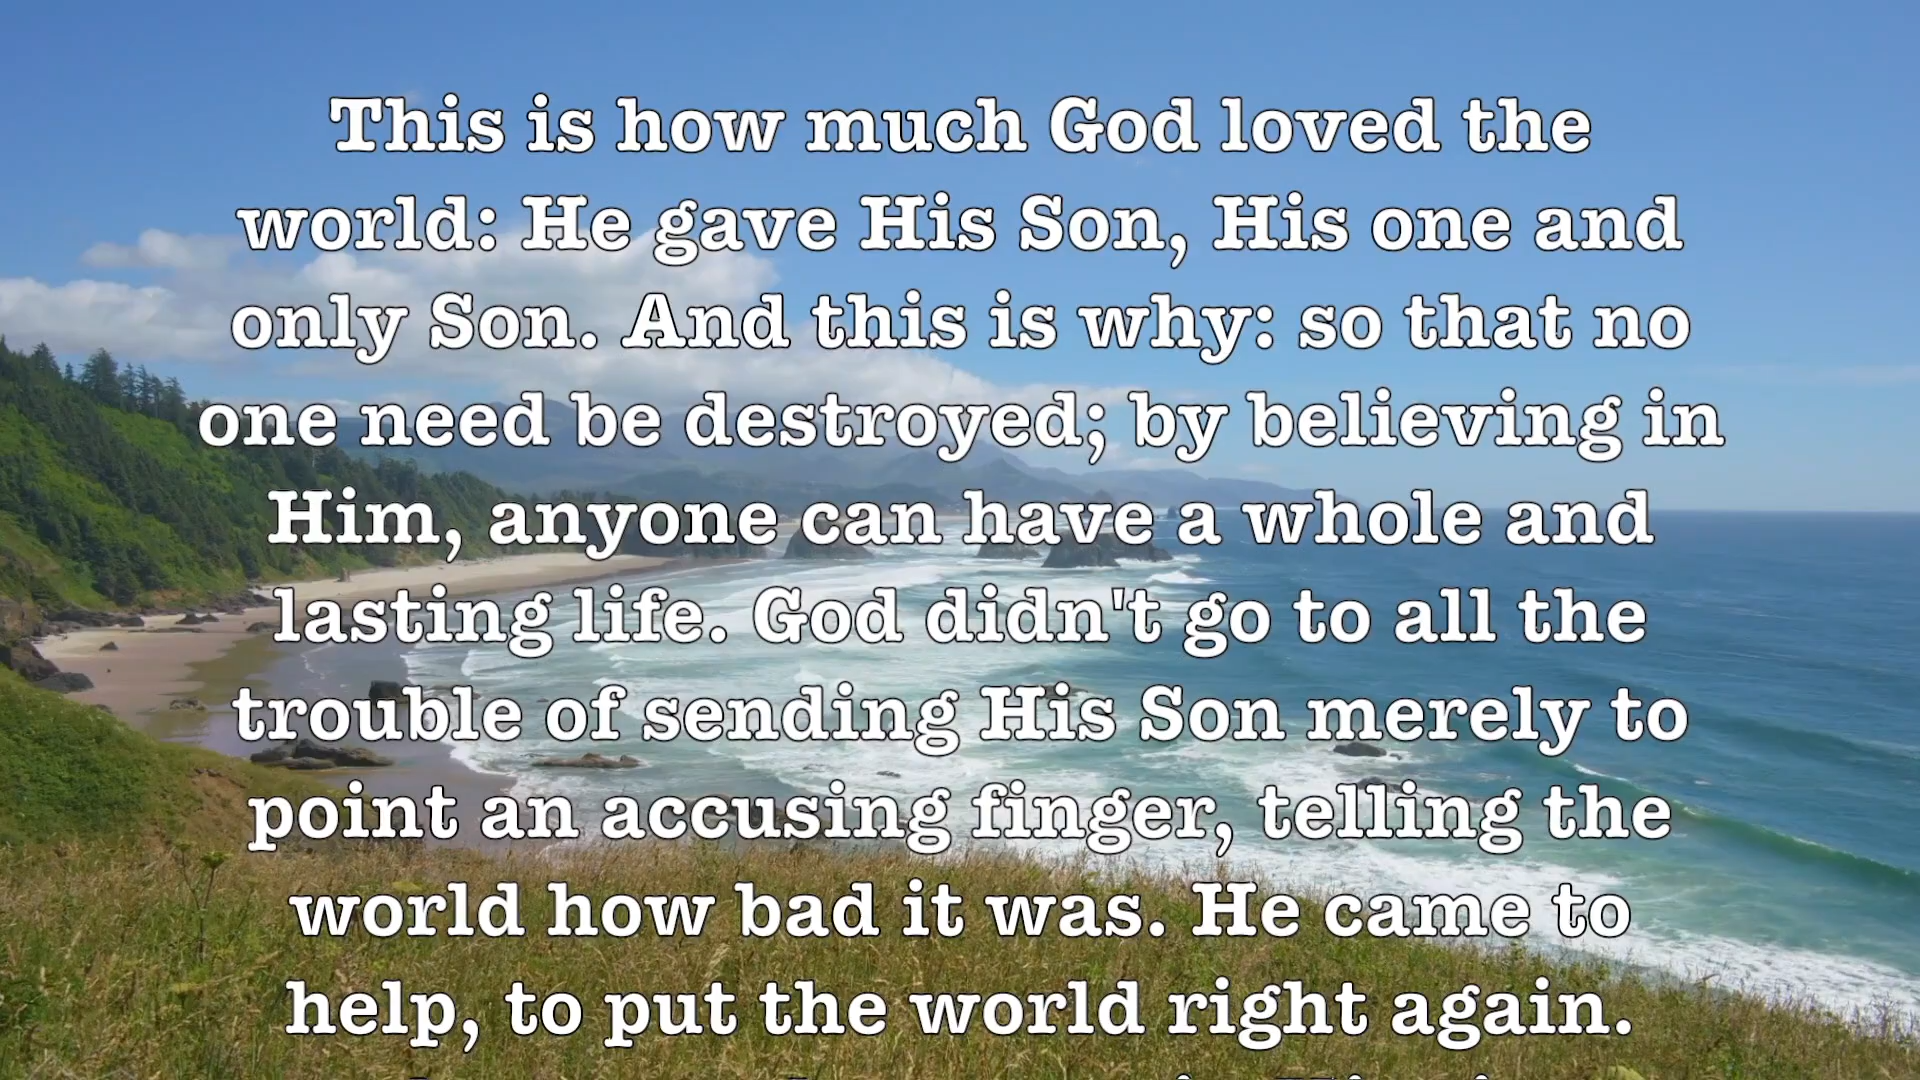 This is how much God loved the
world: He gave His Son, His one and
only Son. And this is why: so that no
one need be destroyed; by believing in
Him, anyone can have a whole and
lasting life. God didn't go to all the
trouble of sending His Son merely to
point an accusing finger, telling the
world how bad it was. He came to
help, to put the world right again.